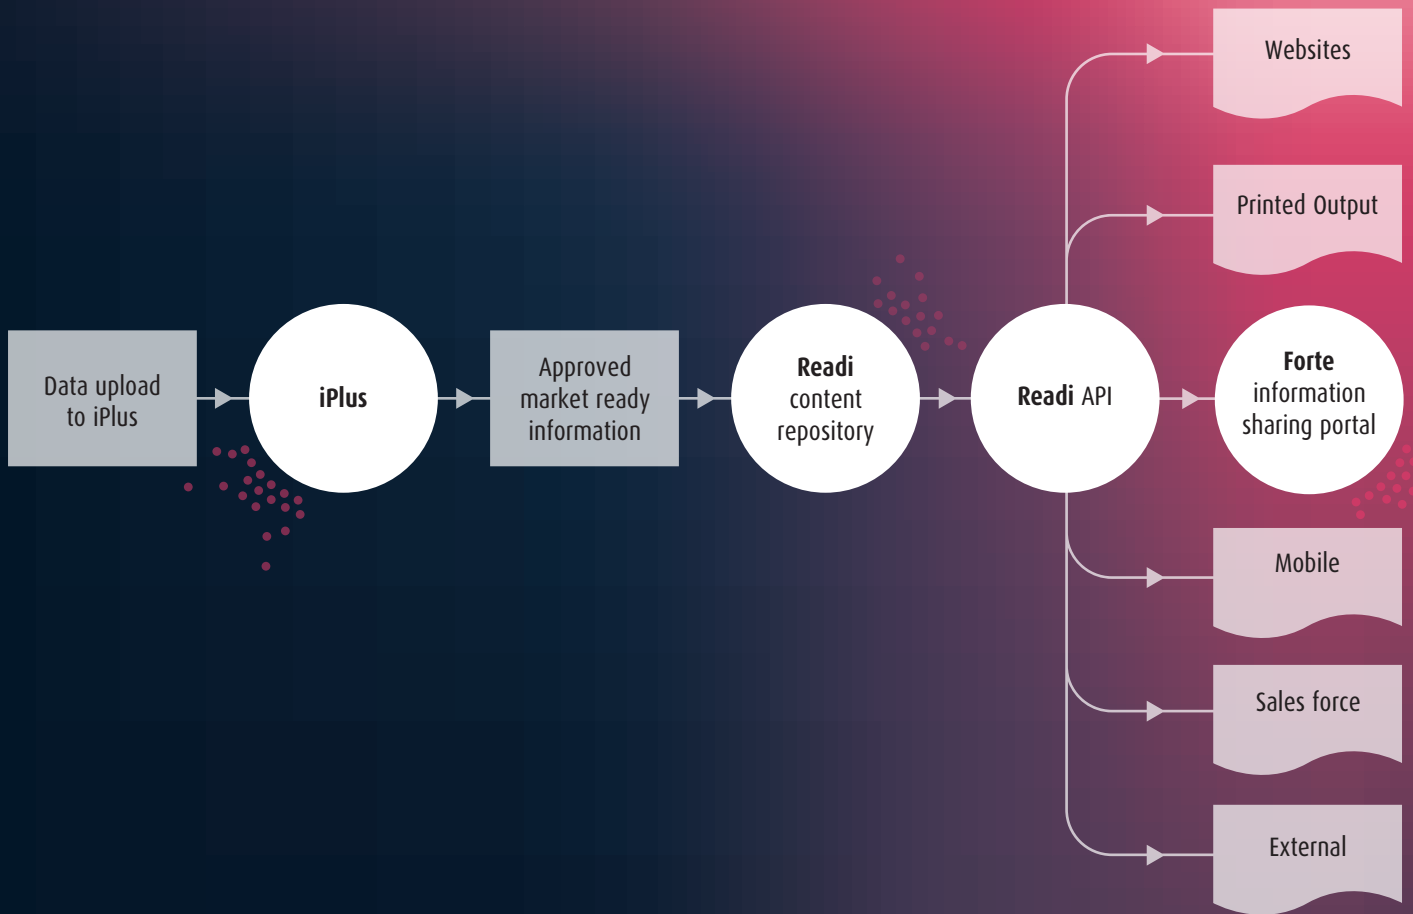 Websites
Printed Output
Data upload
to iPlus
iPlus
Approved
market ready
information
Readi
content
repository
Readi API
Forte
information
sharing portal
Mobile
Sales force
External